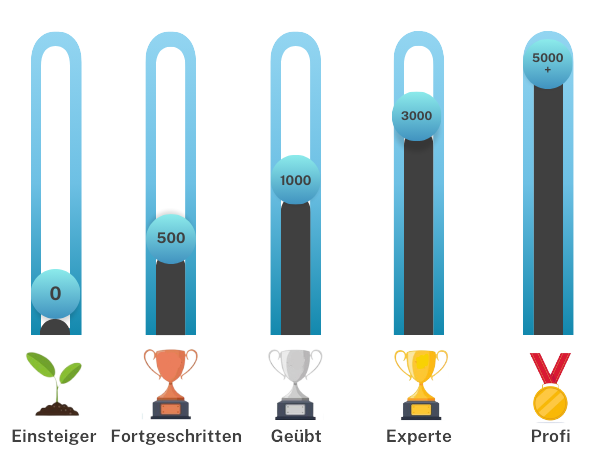 0
500
1000
3000
5000
+
Einsteiger
Fortgeschritten
Geübt
Experte
Profi